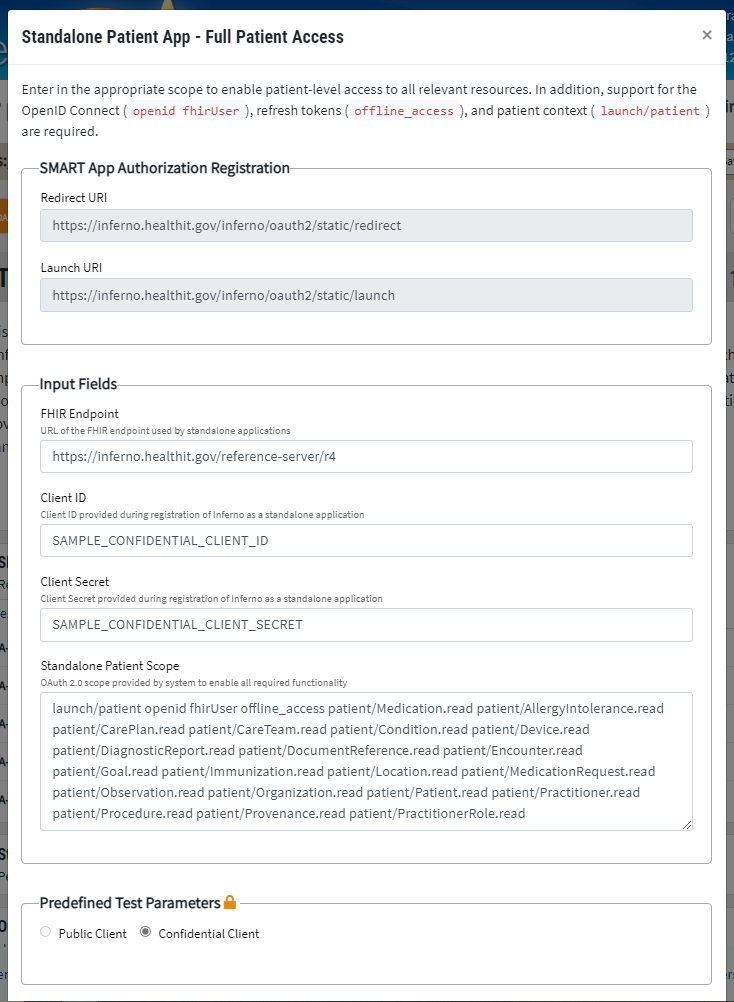 Standalone Patient App - Full Patient Access
×
Enter in the appropriate scope to enable patient-level access to all relevant resources. In addition, support for the
OpenID Connect ( openid fhirUser ), refresh tokens ( offline_access ), and patient context ( launch/patient )
are required.
SMART App Authorization Registration
Redirect URI
https://inferno.healthit.gov/inferno/oauth2/static/redirect
Launch URI
https://inferno.healthit.gov/inferno/oauth2/static/launch
Input Fields
FHIR Endpoint
URL of the FHIR endpoint used by standalone applications
https://inferno.healthit.gov/reference-server/r4
Client ID
Client ID provided during registration of Inferno as a standalone application
SAMPLE_CONFIDENTIAL_CLIENT_ID
Client Secret
Client Secret provided during registration of Inferno as a standalone application
SAMPLE_CONFIDENTIAL_CLIENT_SECRET
Standalone Patient Scope
OAuth 2.0 scope provided by system to enable all required functionality
launch/patient openid fhirUser offline_access patient/Medication.read patient/AllergyIntolerance.read
patient/CarePlan.read patient/CareTeam.read patient/Condition.read patient/Device.read
patient/DiagnosticReport.read patient/DocumentReference.read patient/Encounter.read
patient/Goal.read patient/Immunization.read patient/Location.read patient/MedicationRequest.read
patient/Observation.read patient/Organization.read patient/Patient.read patient/Practitioner.read
patient/Procedure.read patient/Provenance.read patient/PractitionerRole.read
Predefined Test Parameters
Public Client
Confidential Client